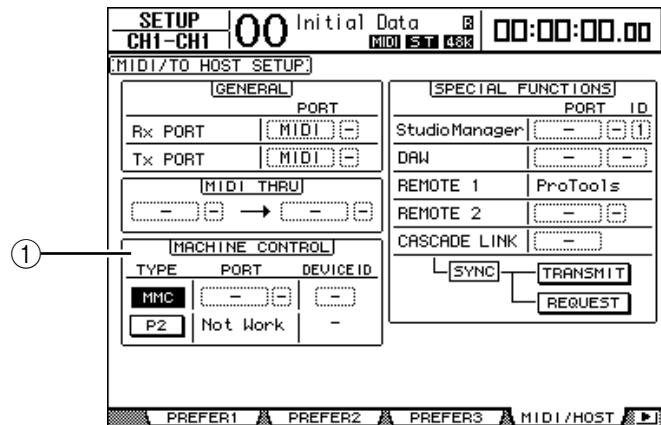 SETUP
CH1-CH1
00 Initial Data R
MIDI ST 48K
00:00:00.00
MIDI/TO HOST SETUP
GENERAL
PORT
Rx PORT MIDI -
Tx PORT MIDI -
MIDI THRU
- - → - -
MACHINE CONTROL
TYPE PORT DEVICE ID
MMC - - -
P2 Not Work -
SPECIAL FUNCTIONS
PORT ID
StudioManager - - 1
DAW - -
REMOTE 1 ProTools
REMOTE 2 - -
CASCADE LINK -
SYNC TRANSMIT
REQUEST
1
PREFER1 PREFER2 PREFER3 MIDI/HOST